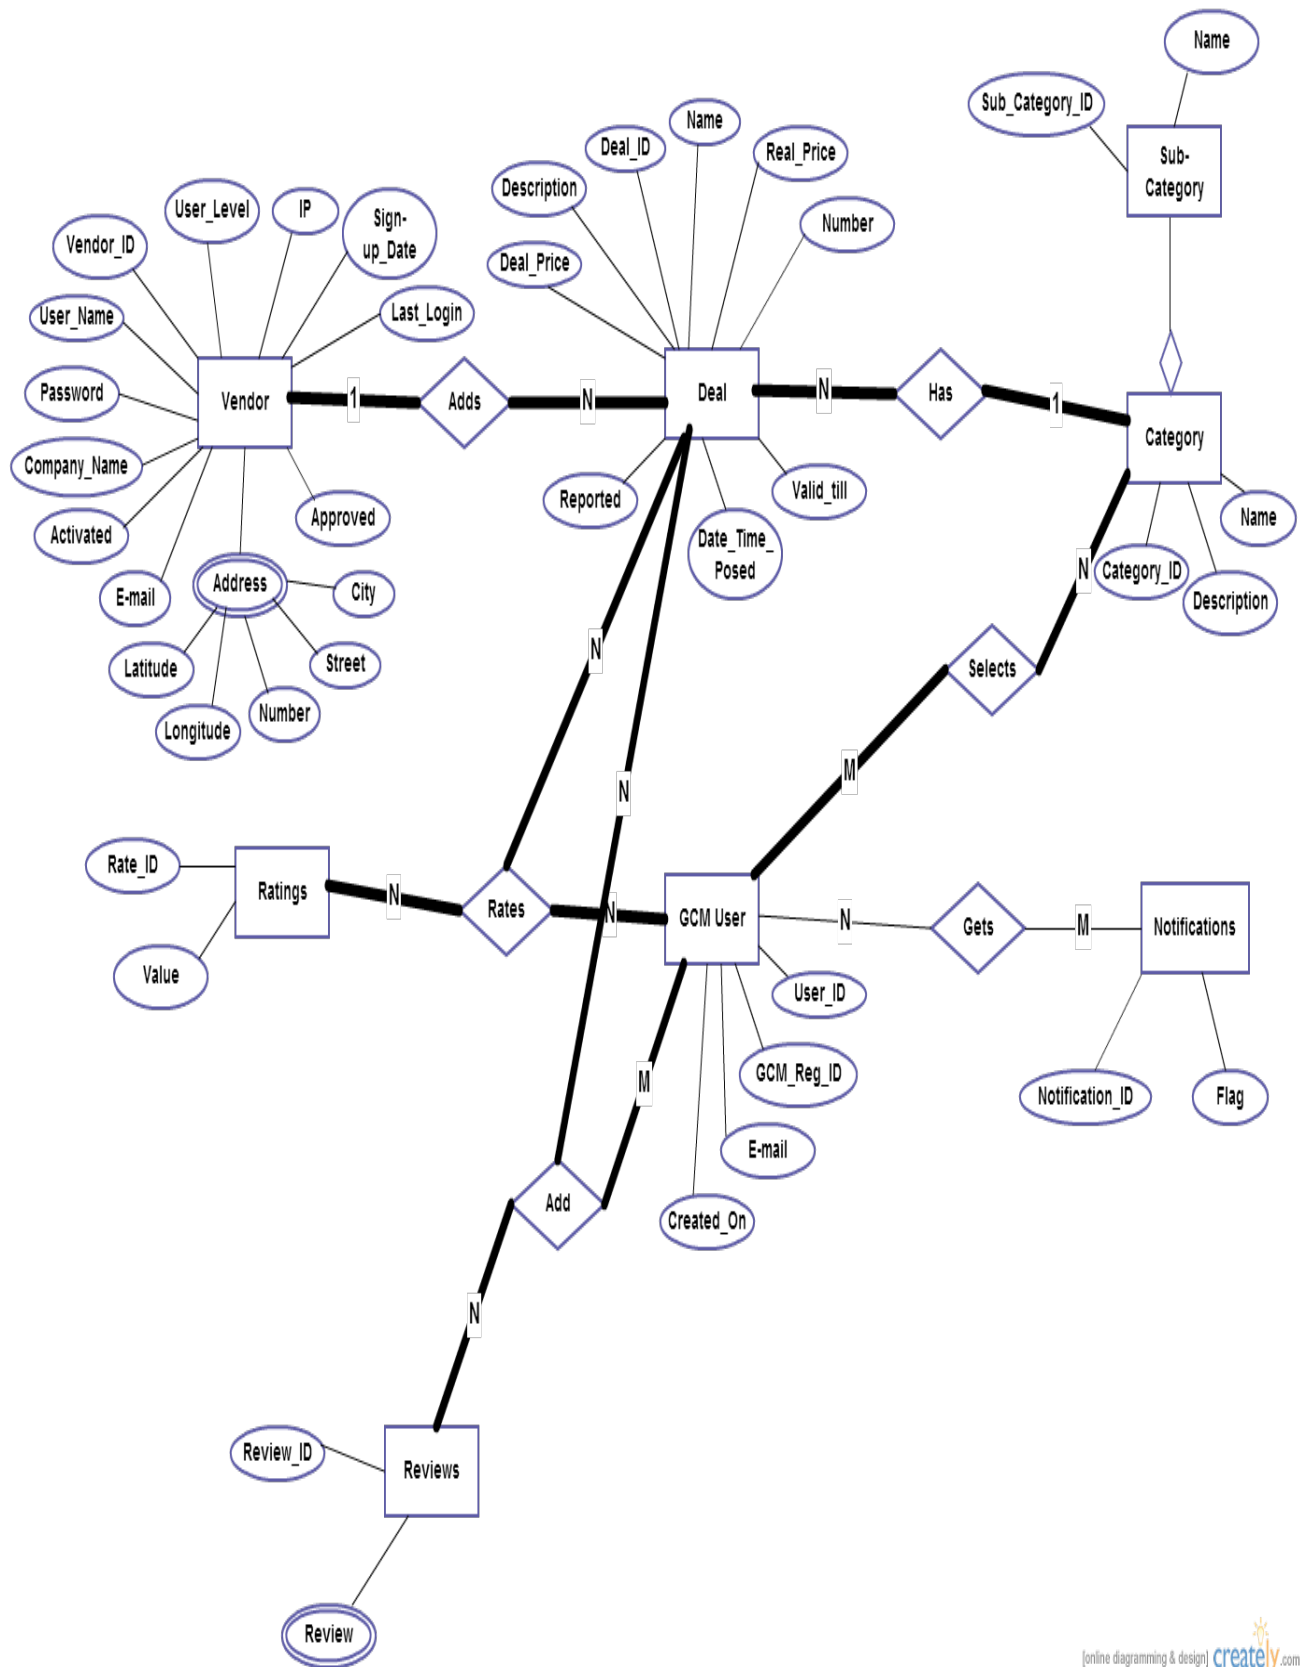 Name
Sub_Category_ID
Sub-
Category
Name
Deal_ID
Real_Price
Description
Number
Deal_Price
User_Level
IP
Sign-
up_Date
Vendor_ID
User_Name
Last_Login
Password
Vendor
1
Adds
N
Deal
N
Has
1
Category
Company_Name
Activated
Approved
E-mail
Address
City
Latitude
Street
Longitude
Number
Reported
Date_Time_
Posed
Valid_till
Name
Category_ID
Description
N
Selects
M
N
N
Rate_ID
Ratings
Value
N
Rates
N
GCM User
N
Gets
M
Notifications
User_ID
GCM_Reg_ID
E-mail
Created_On
Notification_ID
Flag
M
Add
N
Review_ID
Reviews
Review
[online diagramming & design] creately.com